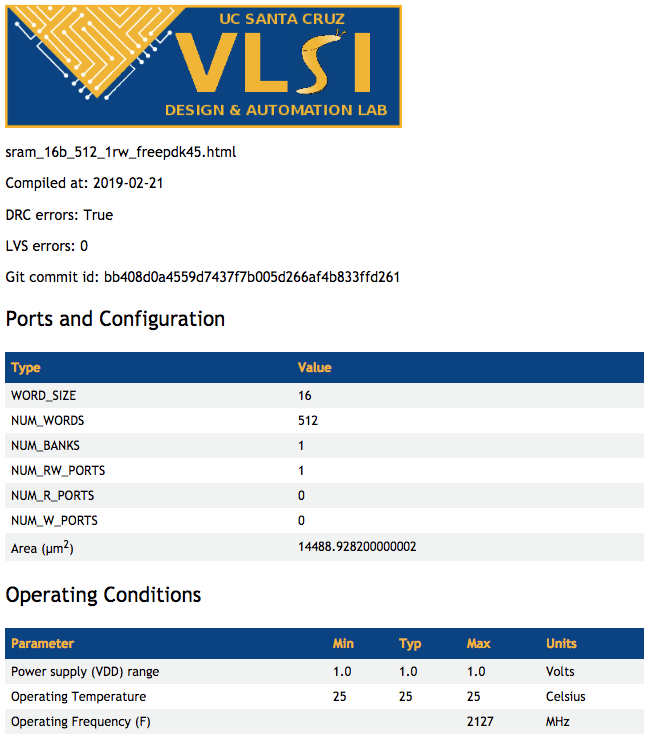 UC SANTA CRUZ
VLSI
DESIGN & AUTOMATION LAB
sram_16b_512_1rw_freepdk45.html
Compiled at: 2019-02-21
DRC errors: True
LVS errors: 0
Git commit id: bb408d0a4559d7437f7b005d266af4b833ffd261
Ports and Configuration
Type Value
WORD_SIZE 16
NUM_WORDS 512
NUM_BANKS 1
NUM_RW_PORTS 1
NUM_R_PORTS 0
NUM_W_PORTS 0
Area (µm2) 14488.928200000002
Operating Conditions
Parameter Min Typ Max Units
Power supply (VDD) range 1.0 1.0 1.0 Volts
Operating Temperature 25 25 25 Celsius
Operating Frequency (F) 2127 MHz